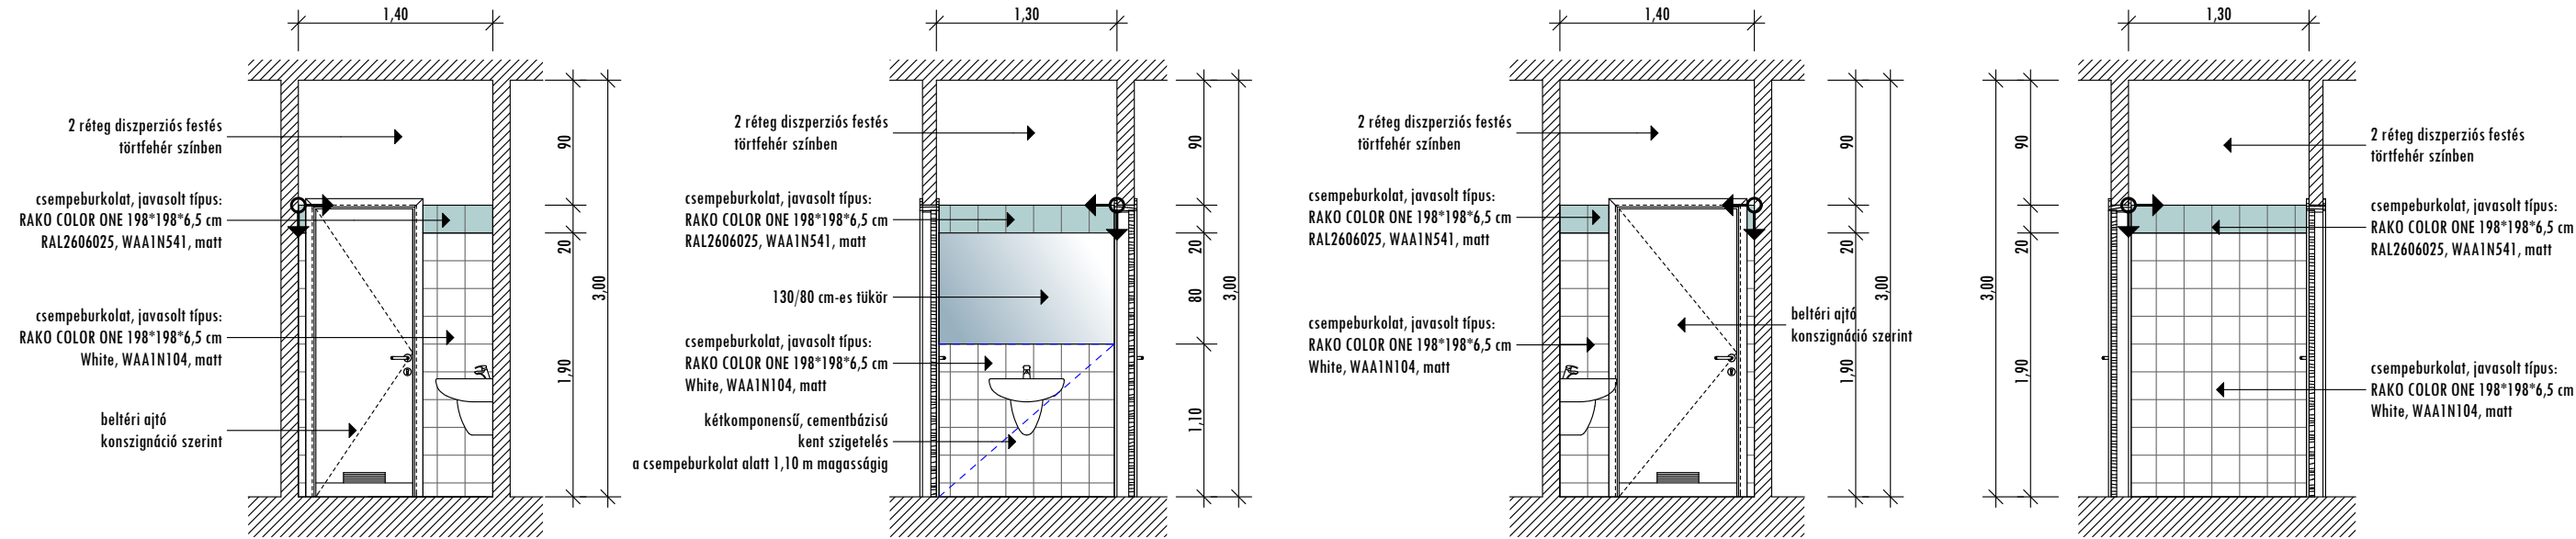 1,40
2 réteg diszperziós festés
törtfehér színben
csempeburkolat, javasolt típus:
RAKO COLOR ONE 198*198*6,5 cm
RAL2606025, WAA1N541, matt
csempeburkolat, javasolt típus:
RAKO COLOR ONE 198*198*6,5 cm
White, WAA1N104, matt
beltéri ajtó
konszignáció szerint
90
20
1,90
3,00
1,30
2 réteg diszperziós festés
törtfehér színben
csempeburkolat, javasolt típus:
RAKO COLOR ONE 198*198*6,5 cm
RAL2606025, WAA1N541, matt
130/80 cm-es tükör
csempeburkolat, javasolt típus:
RAKO COLOR ONE 198*198*6,5 cm
White, WAA1N104, matt
kétkomponensű, cementbázisú
kent szigetelés
a csempeburkolat alatt 1,10 m magasságig
90
20
80
1,10
3,00
1,40
2 réteg diszperziós festés
törtfehér színben
csempeburkolat, javasolt típus:
RAKO COLOR ONE 198*198*6,5 cm
RAL2606025, WAA1N541, matt
csempeburkolat, javasolt típus:
RAKO COLOR ONE 198*198*6,5 cm
White, WAA1N104, matt
beltéri ajtó
konszignáció szerint
90
20
1,90
3,00
1,30
3,00
90
20
1,90
2 réteg diszperziós festés
törtfehér színben
csempeburkolat, javasolt típus:
RAKO COLOR ONE 198*198*6,5 cm
RAL2606025, WAA1N541, matt
csempeburkolat, javasolt típus:
RAKO COLOR ONE 198*198*6,5 cm
White, WAA1N104, matt